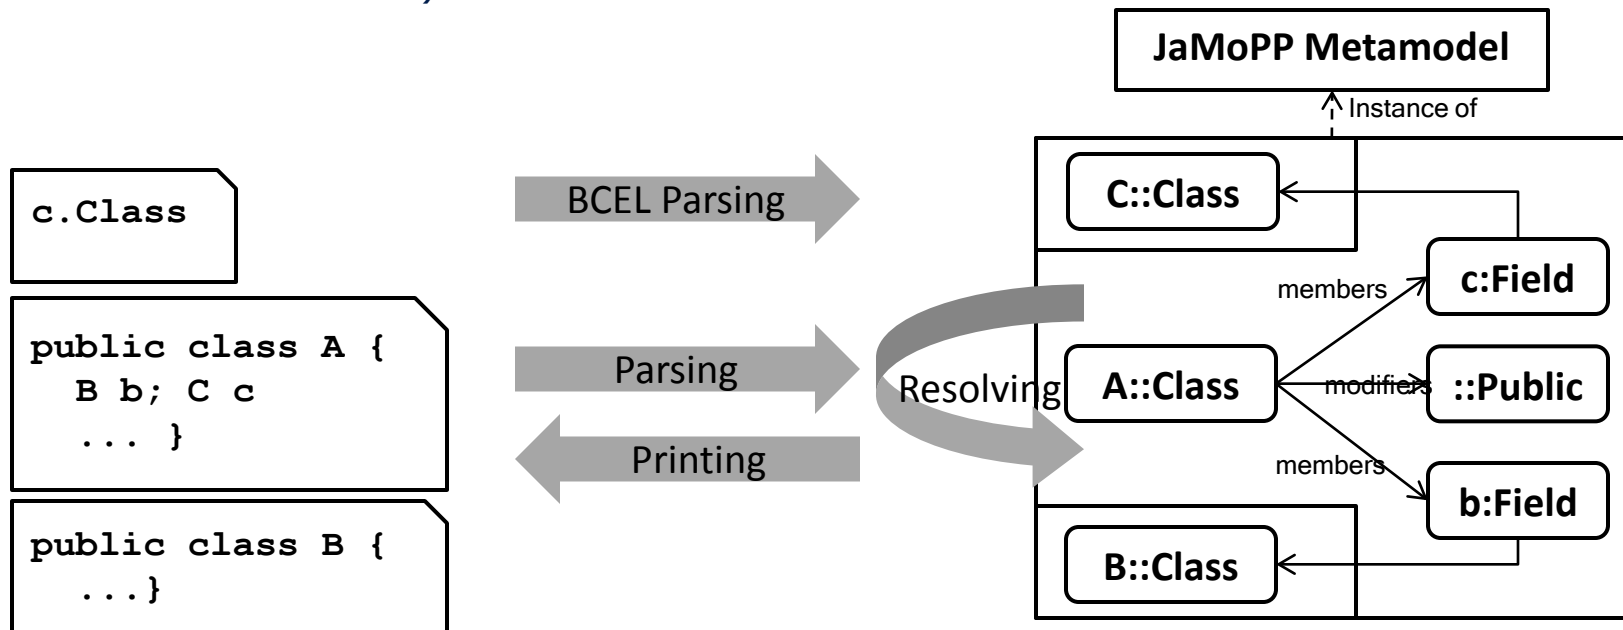 JaMoPP Metamodel
Instance of
c.Class
BCEL Parsing
C::Class
public class A {
B b; C c
... }
Parsing
Printing
Resolving
members
c:Field
A::Class
modifiers
::Public
members
b:Field
public class B {
...}
B::Class